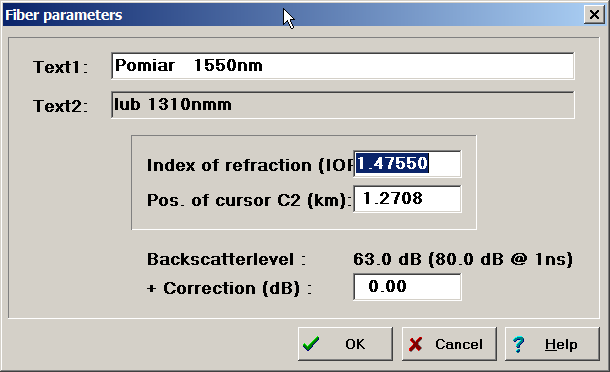 Fiber parameters
Text1: Pomiar 1550nm
Text2: lub 1310nmm
Index of refraction (IOR 1.47550
Pos. of cursor C2 (km): 1.2708
Backscatterlevel : 63.0 dB (80.0 dB @ 1ns)
+ Correction (dB) : 0.00
OK Cancel Help